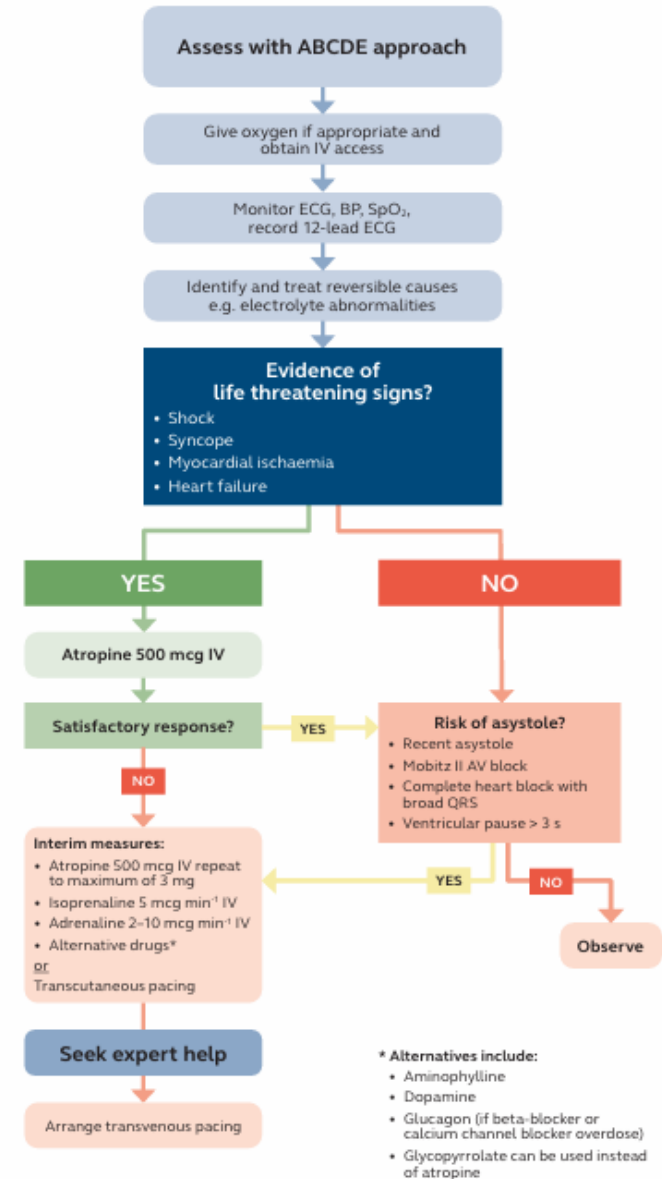 Assess with ABCDE approach
Give oxygen if appropriate and
obtain IV access
Monitor ECG, BP, SpO₂,
record 12-lead ECG
Identify and treat reversible causes
e.g. electrolyte abnormalities
Evidence of
life threatening signs?
• Shock
• Syncope
• Myocardial ischaemia
• Heart failure
YES
NO
Atropine 500 mcg IV
Satisfactory response?
YES
NO
Risk of asystole?
• Recent asystole
• Mobitz II AV block
• Complete heart block with
broad QRS
• Ventricular pause > 3 s
Interim measures:
• Atropine 500 mcg IV repeat
to maximum of 3 mg
• Isoprenaline 5 mcg min⁻¹ IV
• Adrenaline 2–10 mcg min⁻¹ IV
• Alternative drugs*
or
Transcutaneous pacing
YES
NO
Observe
Seek expert help
Arrange transvenous pacing
* Alternatives include:
• Aminophylline
• Dopamine
• Glucagon (if beta-blocker or
calcium channel blocker overdose)
• Glycopyrrolate can be used instead
of atropine